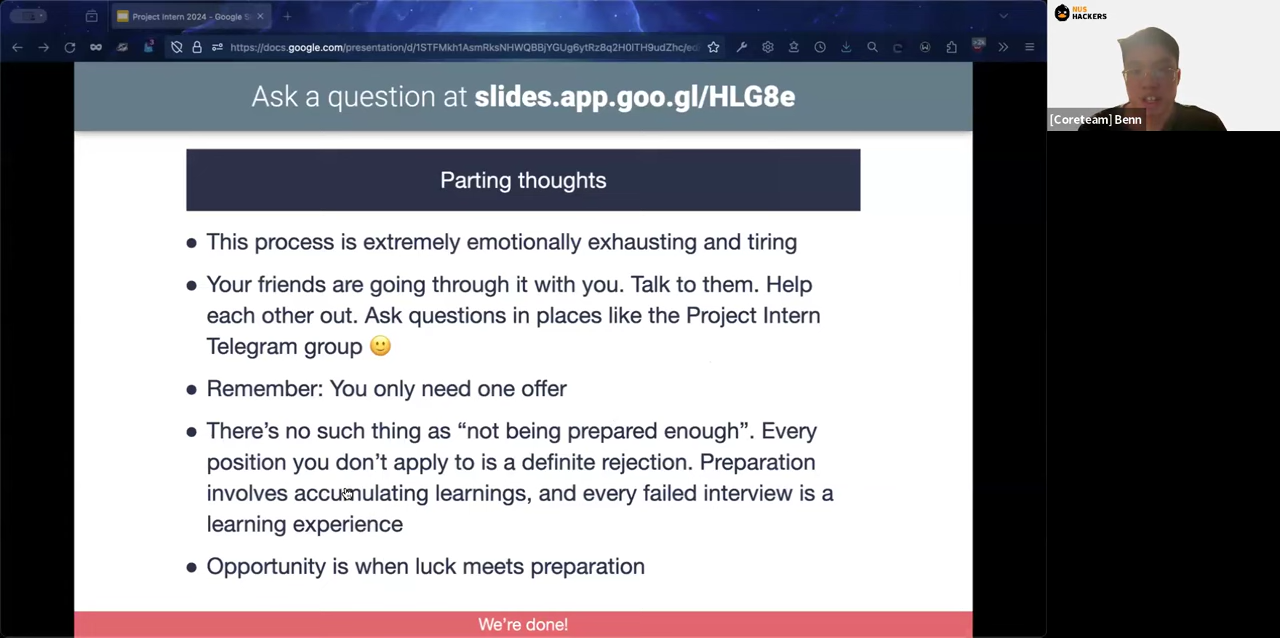 Project Intern 2024 - Google S
https://docs.google.com/presentation/d/1STFMkh1AsmRksNHWQBBjYGUg6ytRz8q2H0lTH9udZhc/ed
NUS
HACKERS
[Coreteam] Benn
Ask a question at slides.app.goo.gl/HLG8e
Parting thoughts
● This process is extremely emotionally exhausting and tiring
● Your friends are going through it with you. Talk to them. Help
each other out. Ask questions in places like the Project Intern
Telegram group 🙂
● Remember: You only need one offer
● There’s no such thing as “not being prepared enough”. Every
position you don’t apply to is a definite rejection. Preparation
involves accumulating learnings, and every failed interview is a
learning experience
● Opportunity is when luck meets preparation
We’re done!